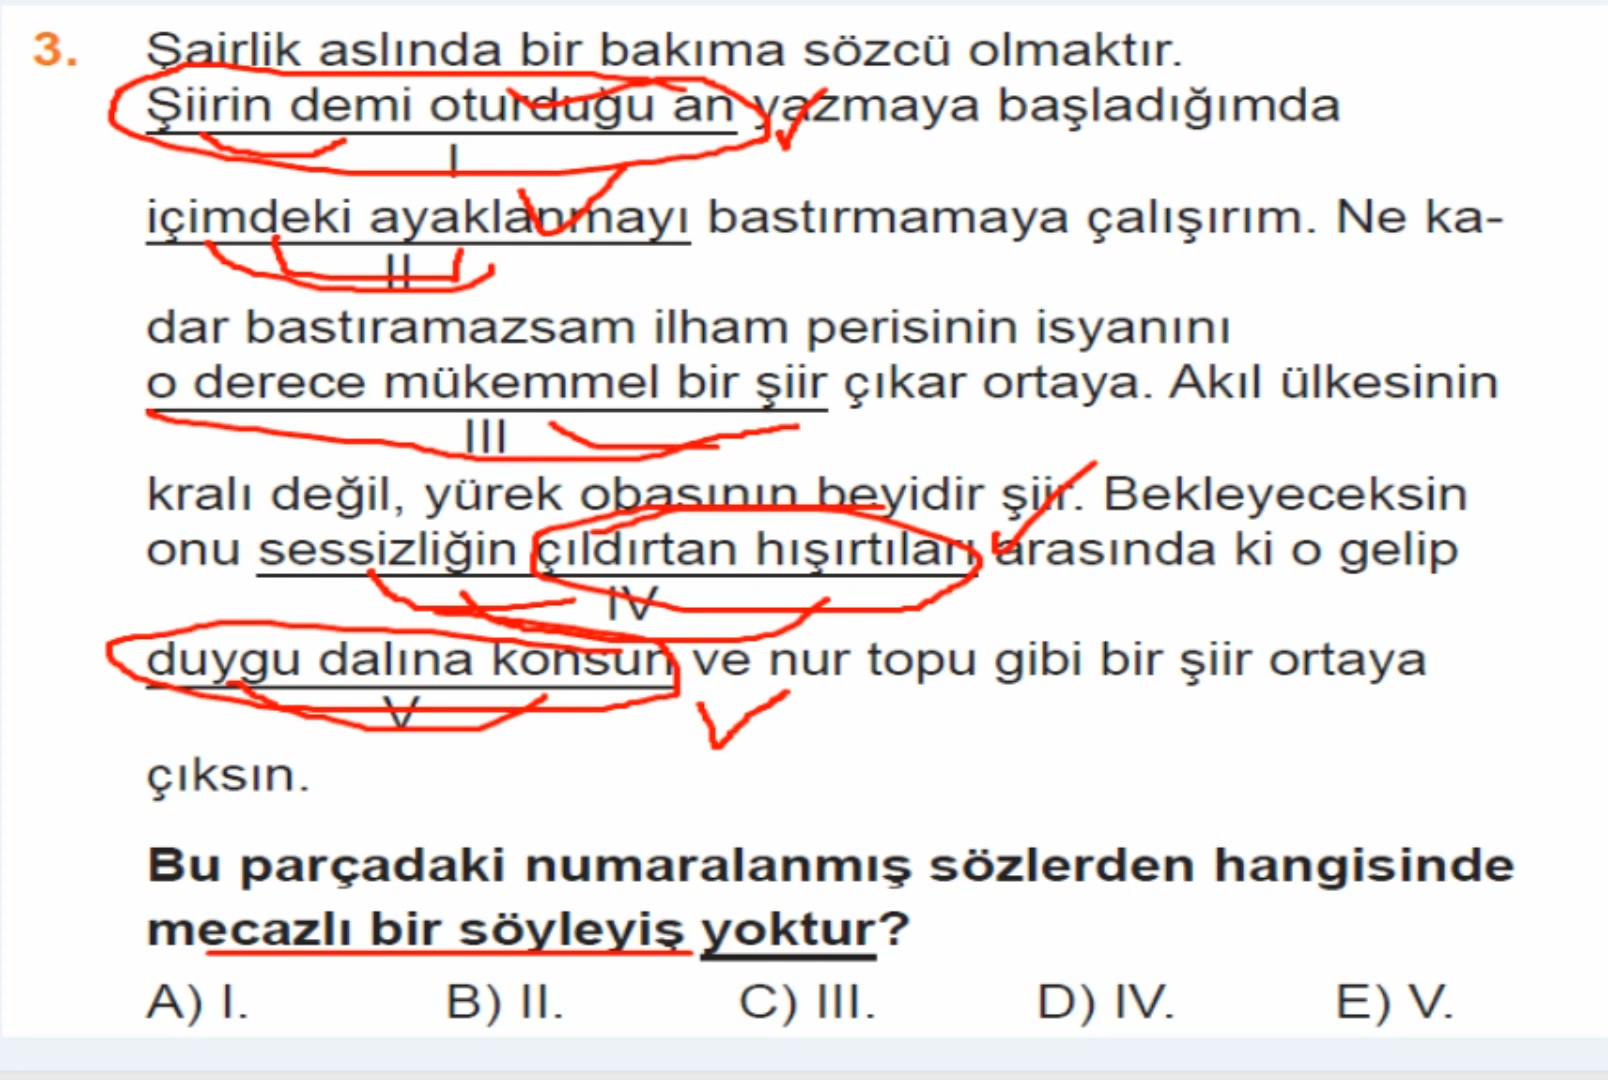 3. Şairlik aslında bir bakıma sözcü olmaktır.
Şiirin demi oturduğu an yazmaya başladığımda
I
içimdeki ayaklanmayı bastırmamaya çalışırım. Ne ka-
II
dar bastıramazsam ilham perisinin isyanını
o derece mükemmel bir şiir çıkar ortaya. Akıl ülkesinin
III
kralı değil, yürek obasının beyidir şiir. Bekleyeceksin
onu sessizliğin çıldırtan hışırtıları arasında ki o gelip
IV
duygu dalına konsun ve nur topu gibi bir şiir ortaya
V
çıksın.
Bu parçadaki numaralanmış sözlerden hangisinde
mecazlı bir söyleyiş yoktur?
A) I. B) II. C) III. D) IV. E) V.